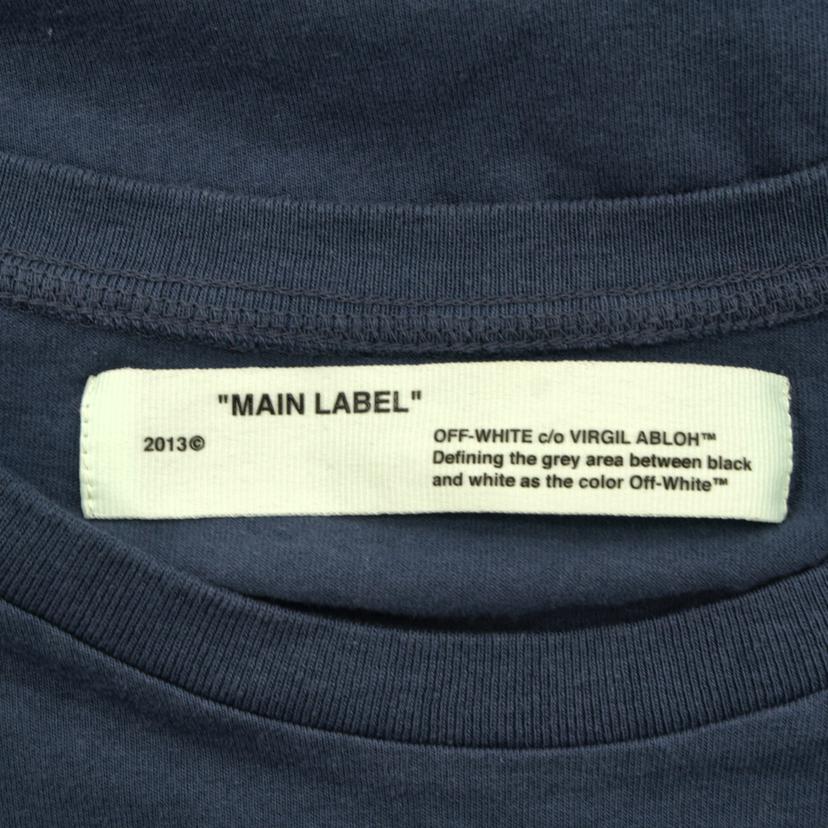 "MAIN LABEL"
2013©
OFF-WHITE c/o VIRGIL ABLOH™
Defining the grey area between black
and white as the color Off-White™